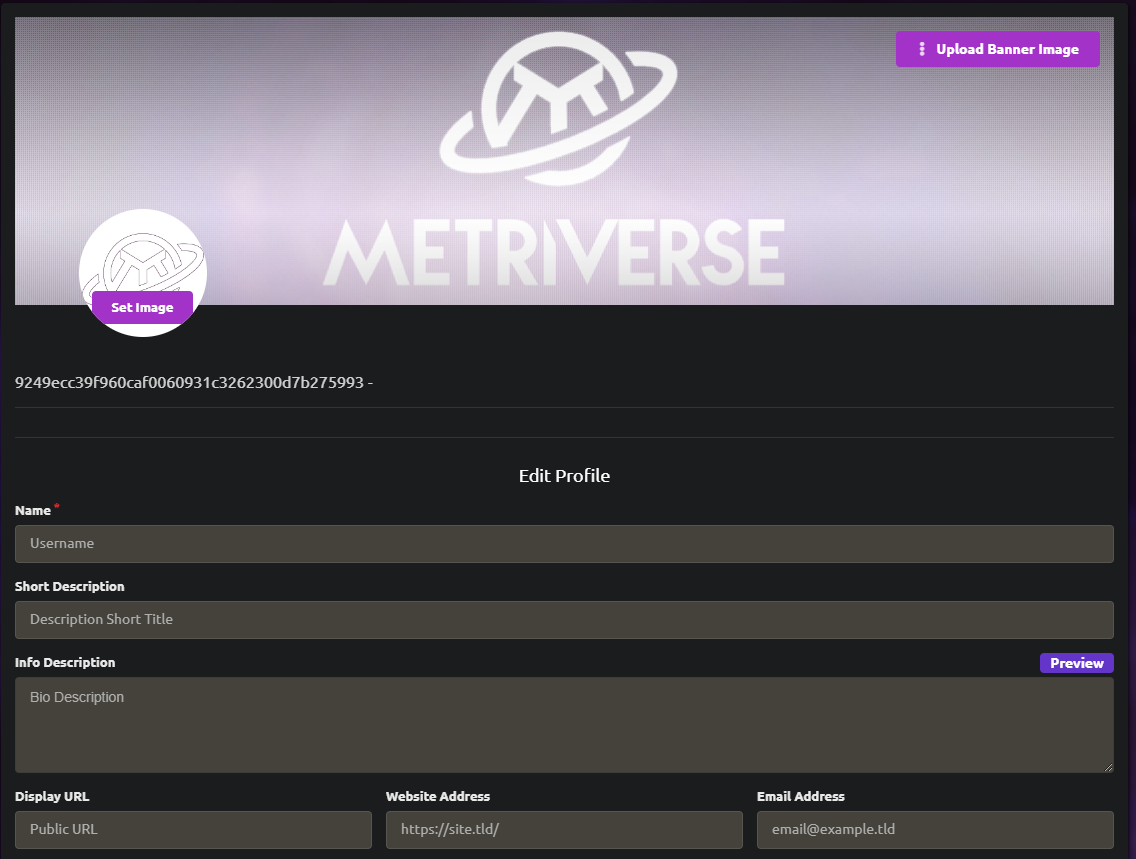 Upload Banner Image
METRIVERSE
Set Image
9249ecc39f960caf0060931c3262300d7b275993 -
Edit Profile
Name *
Username
Short Description
Description Short Title
Info Description
Preview
Bio Description
Display URL
Website Address
Email Address
Public URL
https://site.tld/
email@example.tld